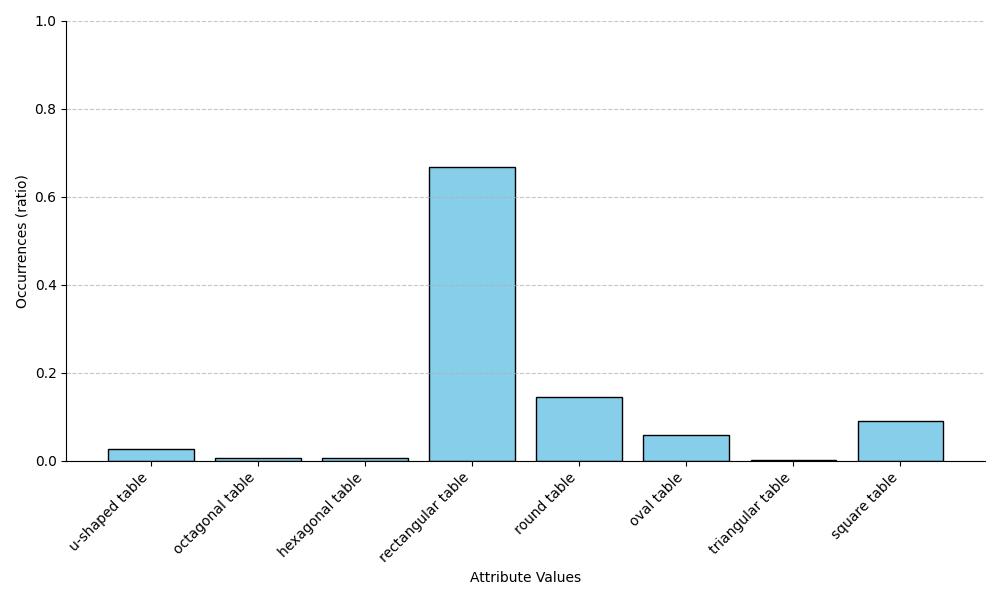 1.0
0.8
0.6
0.4
0.2
0.0
Occurrences (ratio)
u-shaped table
octagonal table
hexagonal table
rectangular table
round table
oval table
triangular table
square table
Attribute Values